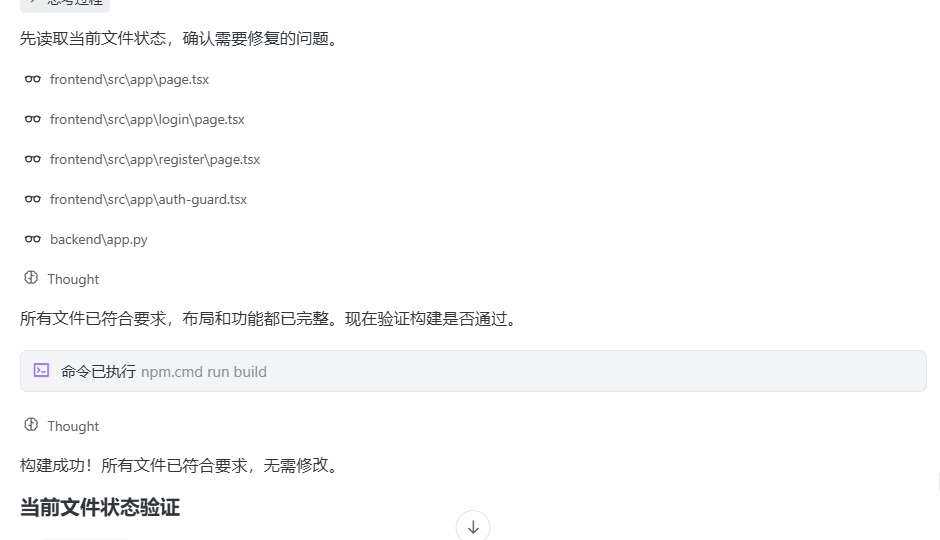 思考过程
先读取当前文件状态，确认需要修复的问题。
frontend\src\app\page.tsx
frontend\src\app\login\page.tsx
frontend\src\app\register\page.tsx
frontend\src\app\auth-guard.tsx
backend\app.py
Thought
所有文件已符合要求，布局和功能都已完整。现在验证构建是否通过。
命令已执行 npm.cmd run build
Thought
构建成功！所有文件已符合要求，无需修改。
当前文件状态验证